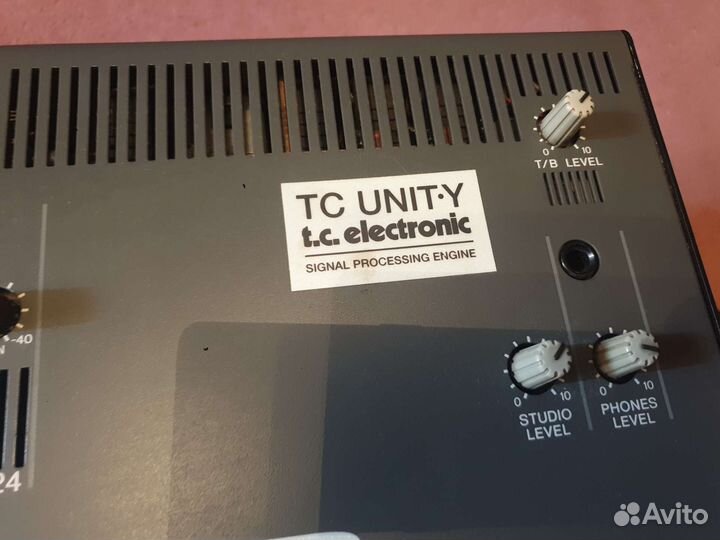 0 10
T/B LEVEL
TC UNIT·Y
t.c. electronic
SIGNAL PROCESSING ENGINE
-40
N
0 10
STUDIO
LEVEL
0 10
PHONES
LEVEL
24
Avito